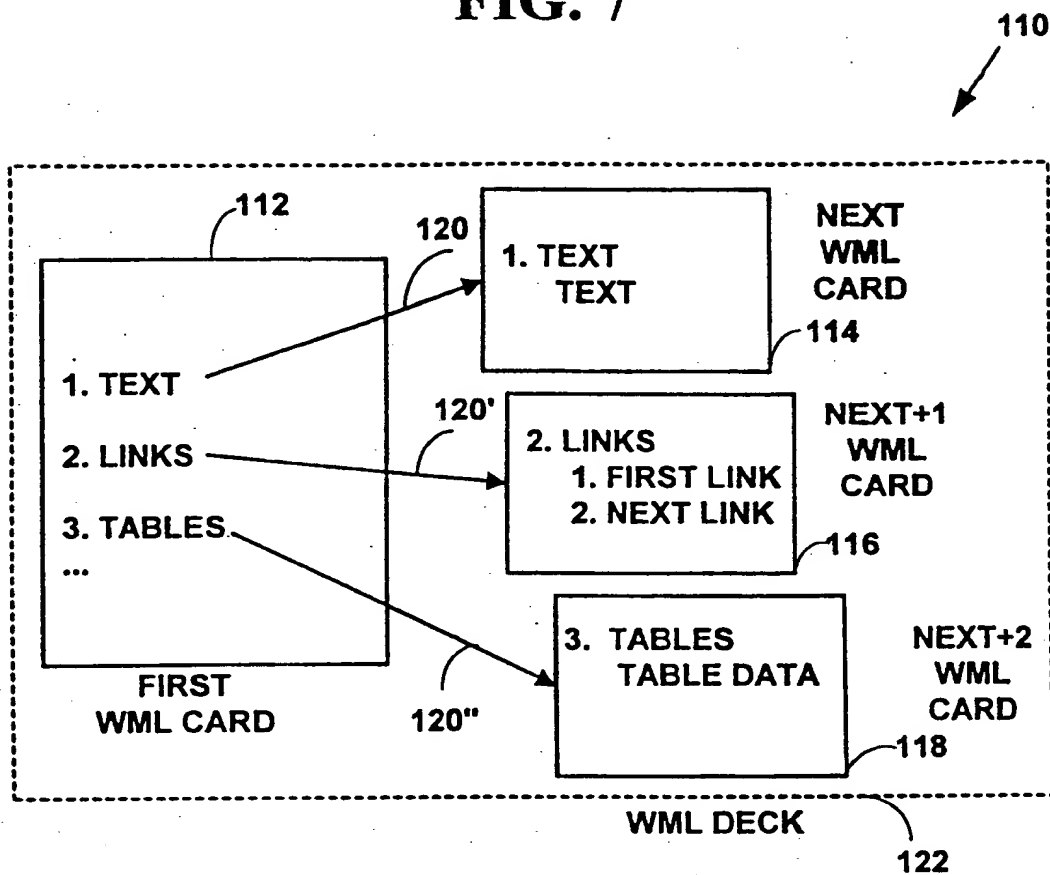 FIG. 7
110
112
120
1. TEXT
TEXT
NEXT
WML
CARD
114
1. TEXT
2. LINKS
3. TABLES
...
120'
2. LINKS
1. FIRST LINK
2. NEXT LINK
NEXT+1
WML
CARD
116
3. TABLES
TABLE DATA
NEXT+2
WML
CARD
118
FIRST
WML CARD
120"
WML DECK
122